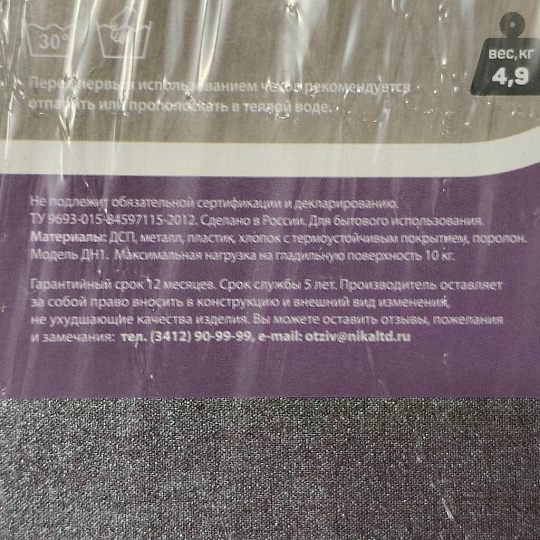 30°
ВЕС,КГ
4,9
Перед первым использованием чехол рекомендуется
отпарить или прополоскать в теплой воде.
Не подлежит обязательной сертификации и декларированию.
ТУ 9693-015-84597115-2012. Сделано в России. Для бытового использования.
Материалы: ДСП, металл, пластик, хлопок с термоустойчивым покрытием, поролон.
Модель ДН1. Максимальная нагрузка на гладильную поверхность 10 кг.
Гарантийный срок 12 месяцев. Срок службы 5 лет. Производитель оставляет
за собой право вносить в конструкцию и внешний вид изменения,
не ухудшающие качества изделия. Вы можете оставить отзывы, пожелания
и замечания: тел. (3412) 90-99-99, e-mail: otziv@nikaltd.ru